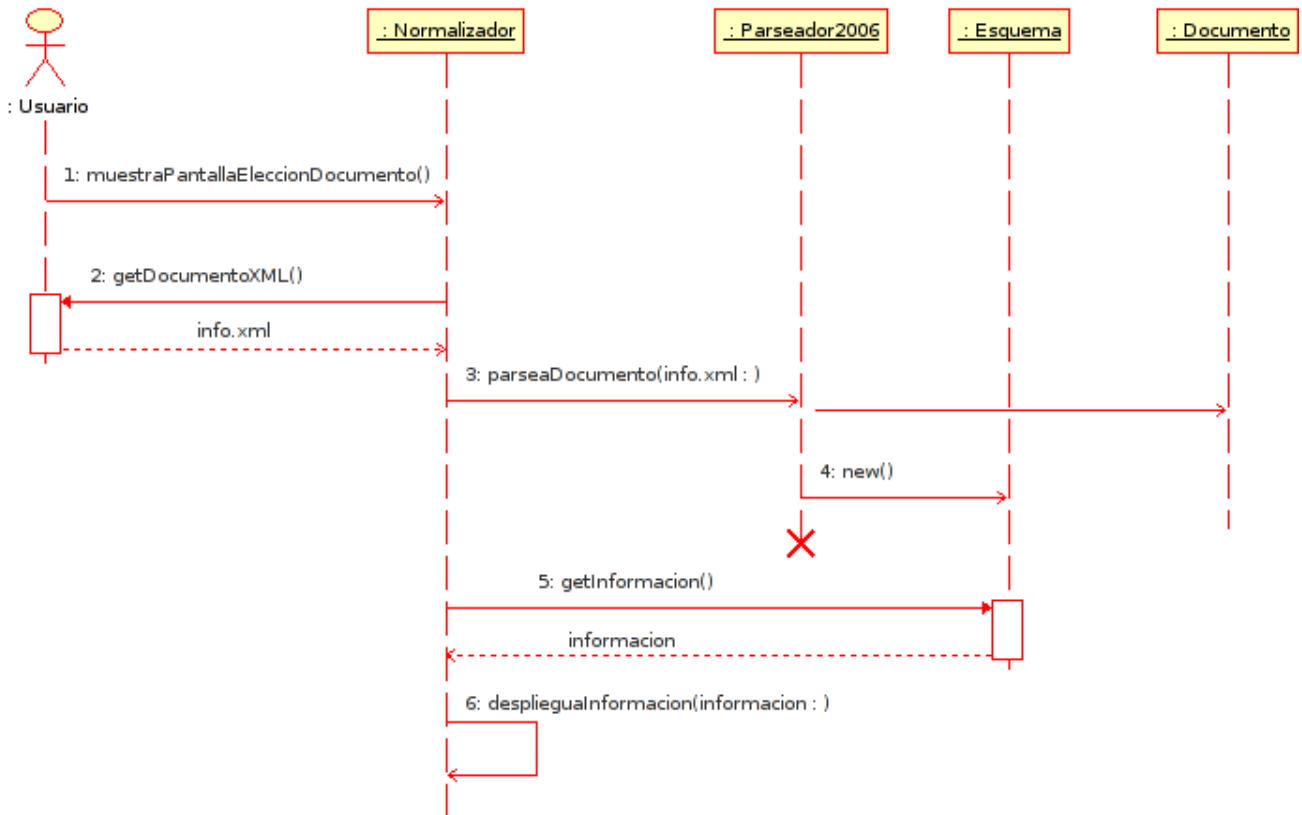 : Normalizador
: Parseador2006
: Esquema
: Documento
: Usuario
1: muestraPantallaEleccionDocumento()
2: getDocumentoXML()
info.xml
3: parseaDocumento(info.xml : )
4: new()
5: getInformacion()
informacion
6: desplieguaInformacion(informacion : )